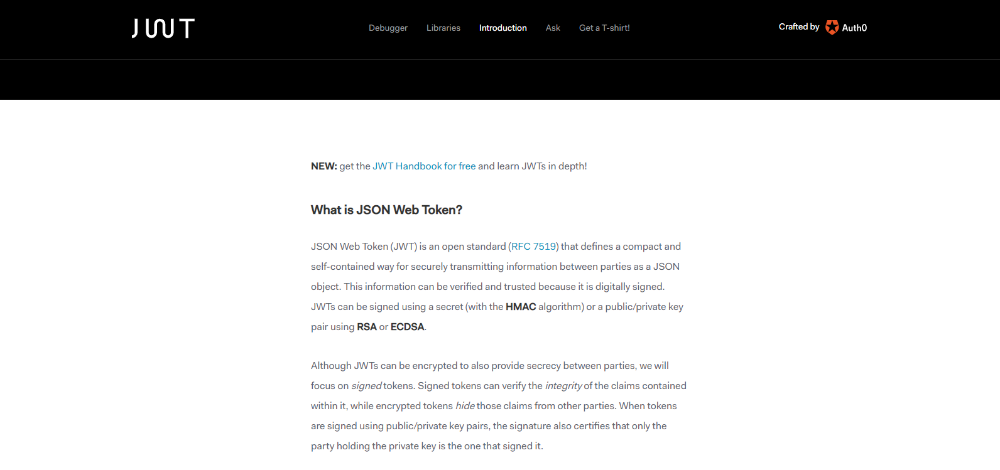 JWT
Debugger Libraries Introduction Ask Get a T-shirt!
Crafted by Auth0
NEW: get the JWT Handbook for free and learn JWTs in depth!
What is JSON Web Token?
JSON Web Token (JWT) is an open standard (RFC 7519) that defines a compact and
self-contained way for securely transmitting information between parties as a JSON
object. This information can be verified and trusted because it is digitally signed.
JWTs can be signed using a secret (with the HMAC algorithm) or a public/private key
pair using RSA or ECDSA.
Although JWTs can be encrypted to also provide secrecy between parties, we will
focus on signed tokens. Signed tokens can verify the integrity of the claims contained
within it, while encrypted tokens hide those claims from other parties. When tokens
are signed using public/private key pairs, the signature also certifies that only the
party holding the private key is the one that signed it.